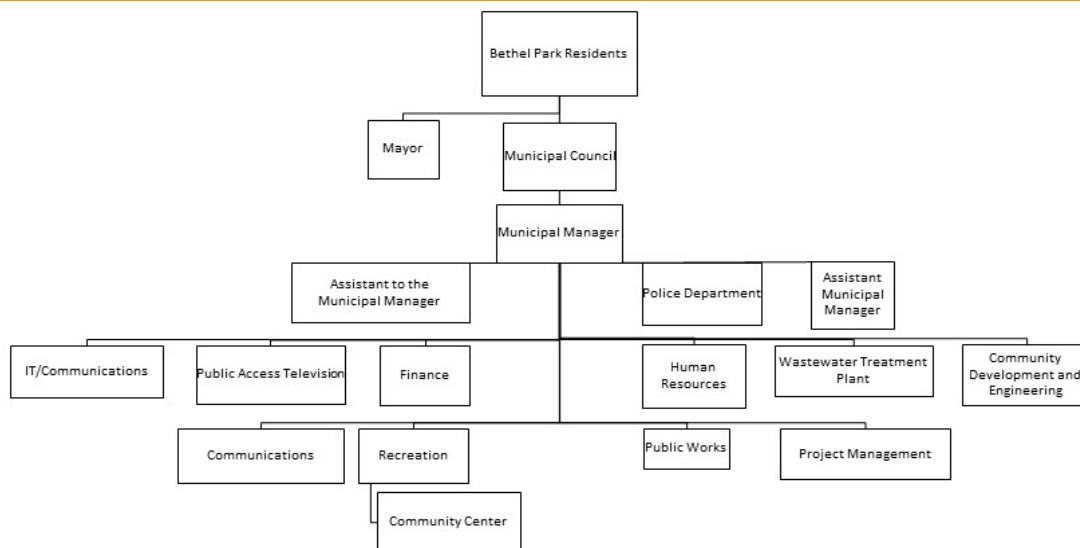 Bethel Park Residents
Mayor
Municipal Council
Municipal Manager
Assistant to the
Municipal Manager
Police Department
Assistant
Municipal
Manager
IT/Communications
Public Access Television
Finance
Human
Resources
Wastewater Treatment
Plant
Community
Development and
Engineering
Communications
Recreation
Public Works
Project Management
Community Center